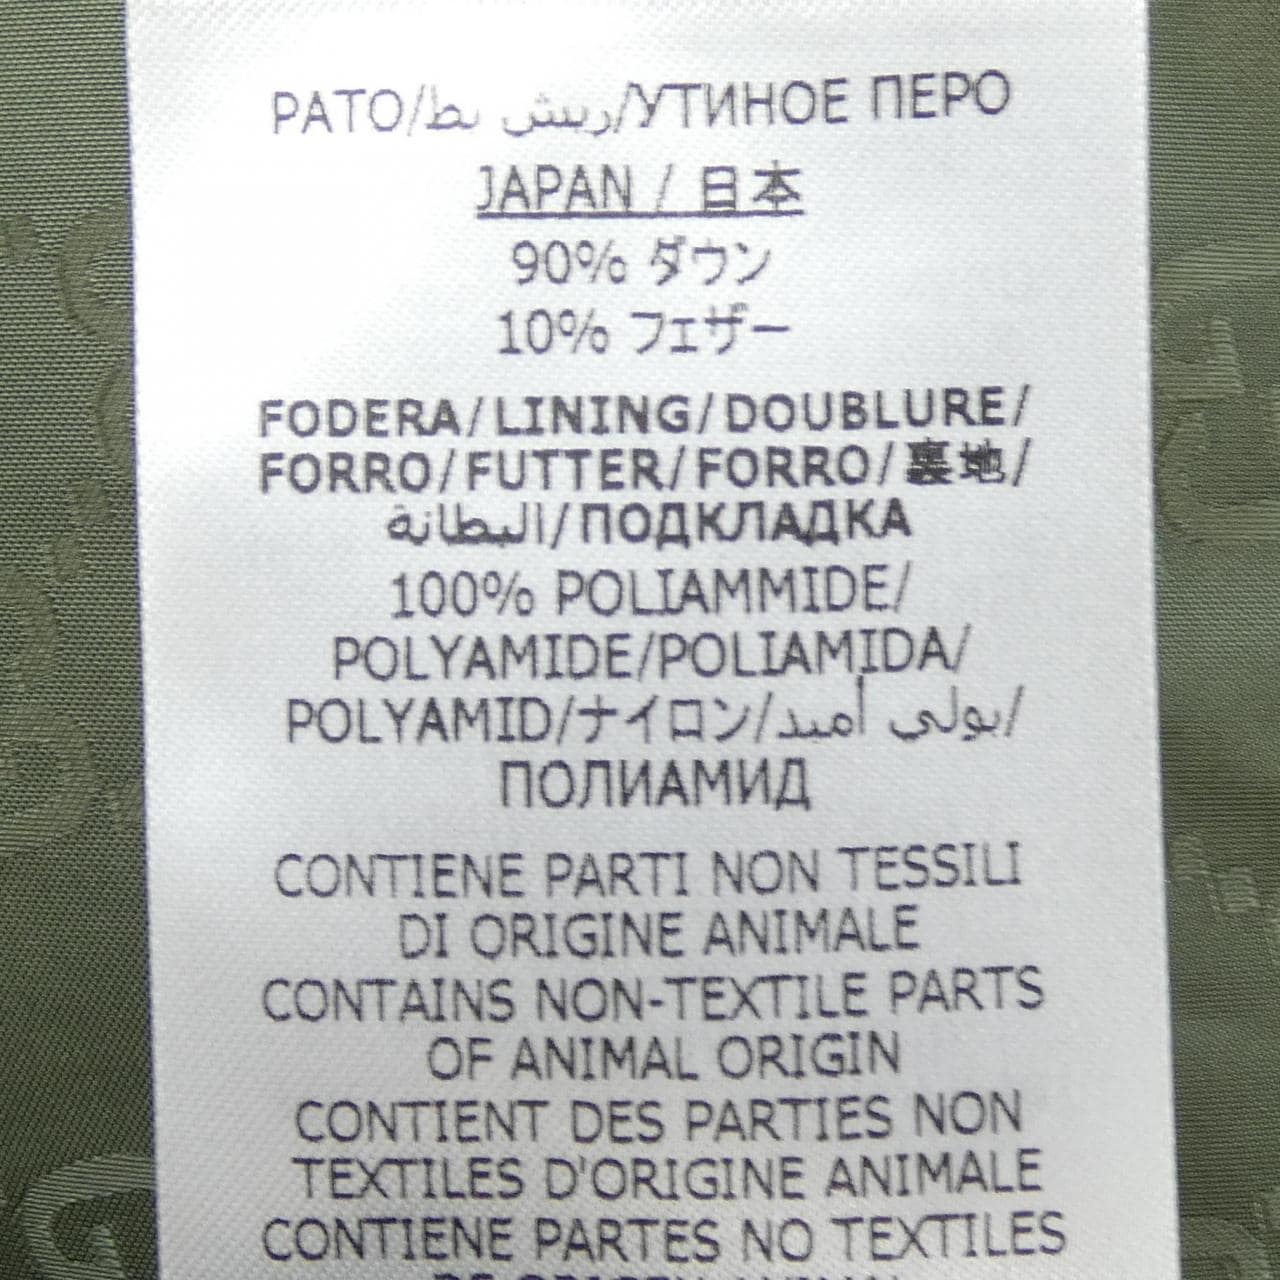 PATO/ريش بط/УТИНОЕ ПЕРО
JAPAN / 日本
90% ダウン
10% フェザー
FODERA/LINING/DOUBLURE/
FORRO/FUTTER/FORRO/裏地/
البطانة/ПОДКЛАДКА
100% POLIAMMIDE/
POLYAMIDE/POLIAMIDA/
POLYAMID/ナイロン/بولي أميد/
ПОЛИАМИД
CONTIENE PARTI NON TESSILI
DI ORIGINE ANIMALE
CONTAINS NON-TEXTILE PARTS
OF ANIMAL ORIGIN
CONTIENT DES PARTIES NON
TEXTILES D'ORIGINE ANIMALE
CONTIENE PARTES NO TEXTILES